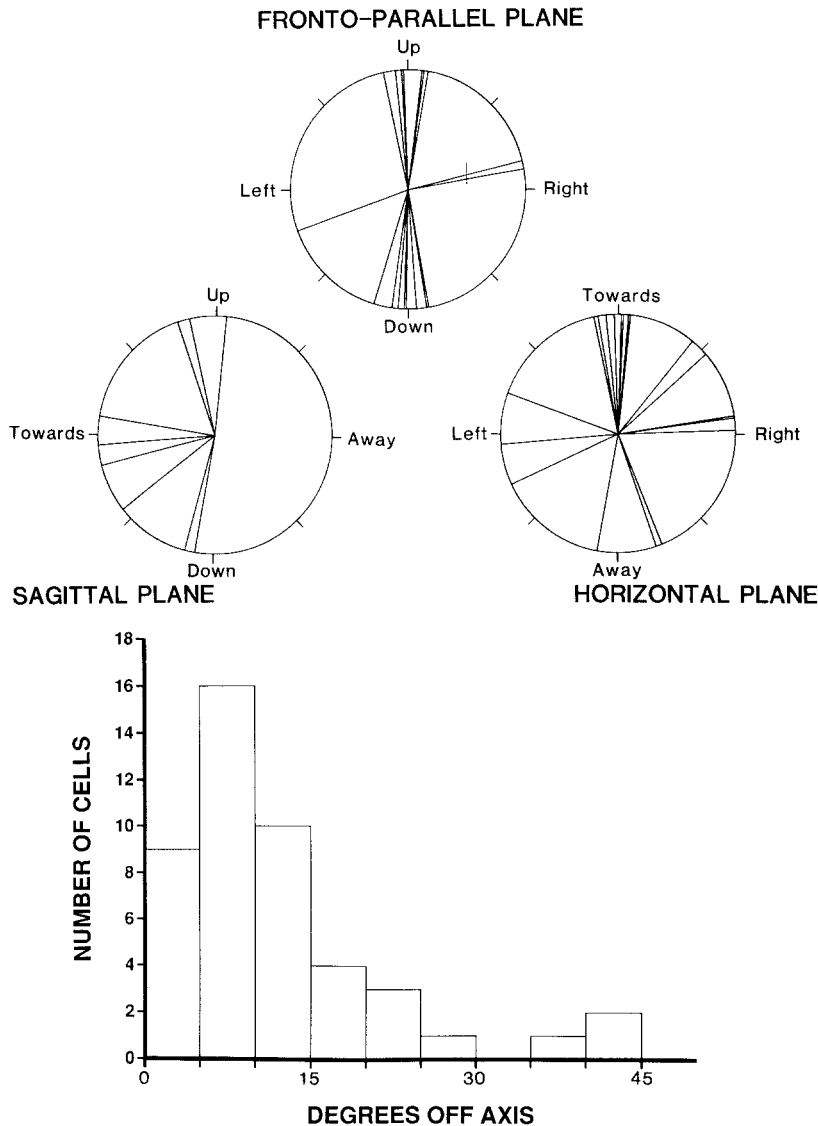 FRONTO-PARALLEL PLANE
Up
Left
Right
Down
Up
Towards
Away
Down
SAGITTAL PLANE
Towards
Left
Right
Away
HORIZONTAL PLANE
18
16
14
12
10
8
6
4
2
0
NUMBER OF CELLS
0 15 30 45
DEGREES OFF AXIS